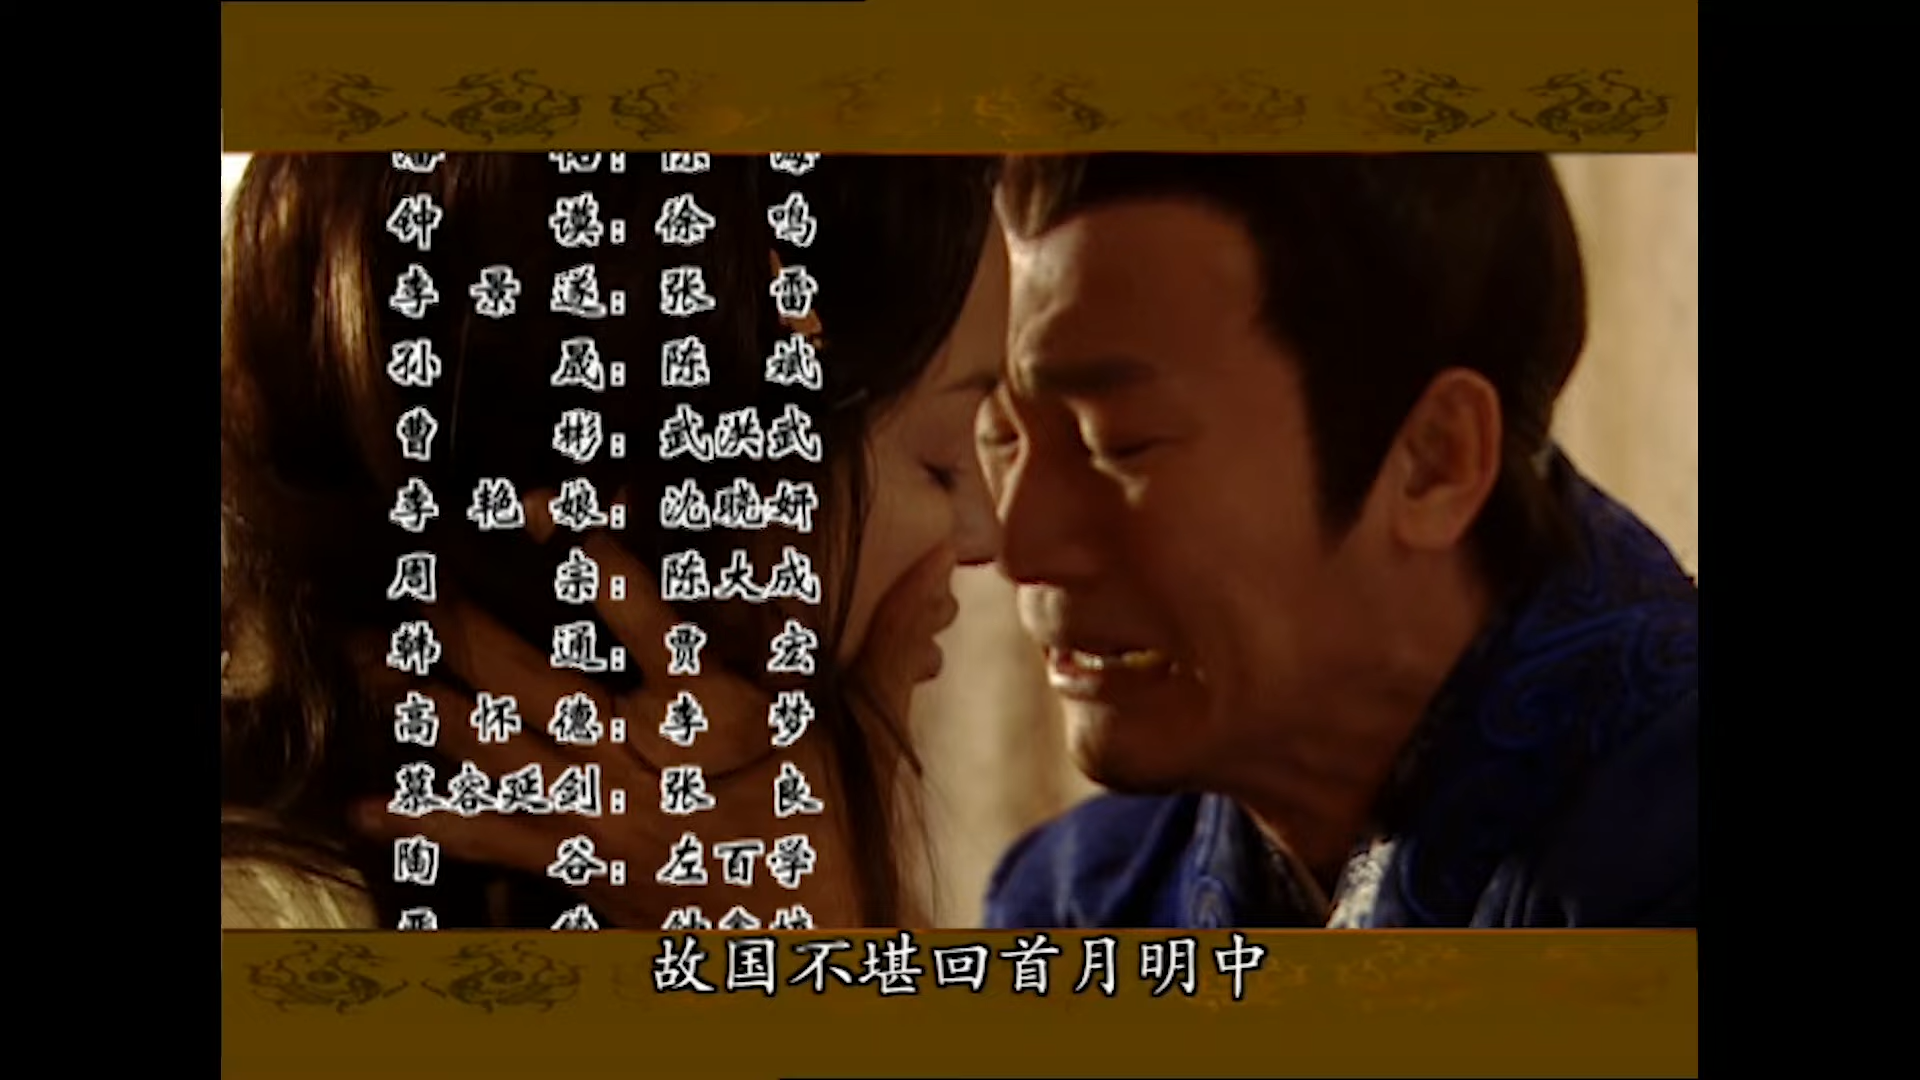 钟谟：徐鸣
李景遂：张雷
孙晟：陈斌
曹彬：武洪武
李艳娘：沈晓妍
周宗：陈大成
韩通：贾宏
高怀德：李梦
慕容延剑：张良
陶谷：左百学
故国不堪回首月明中